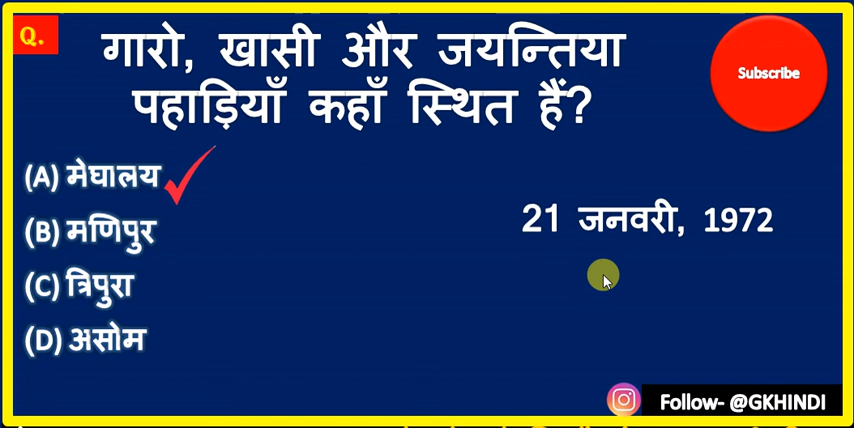 Q.
गारो, खासी और जयन्तिया
पहाड़ियाँ कहाँ स्थित हैं?
Subscribe
(A) मेघालय
(B) मणिपुर
(C) त्रिपुरा
(D) असोम
21 जनवरी, 1972
Follow- @GKHINDI